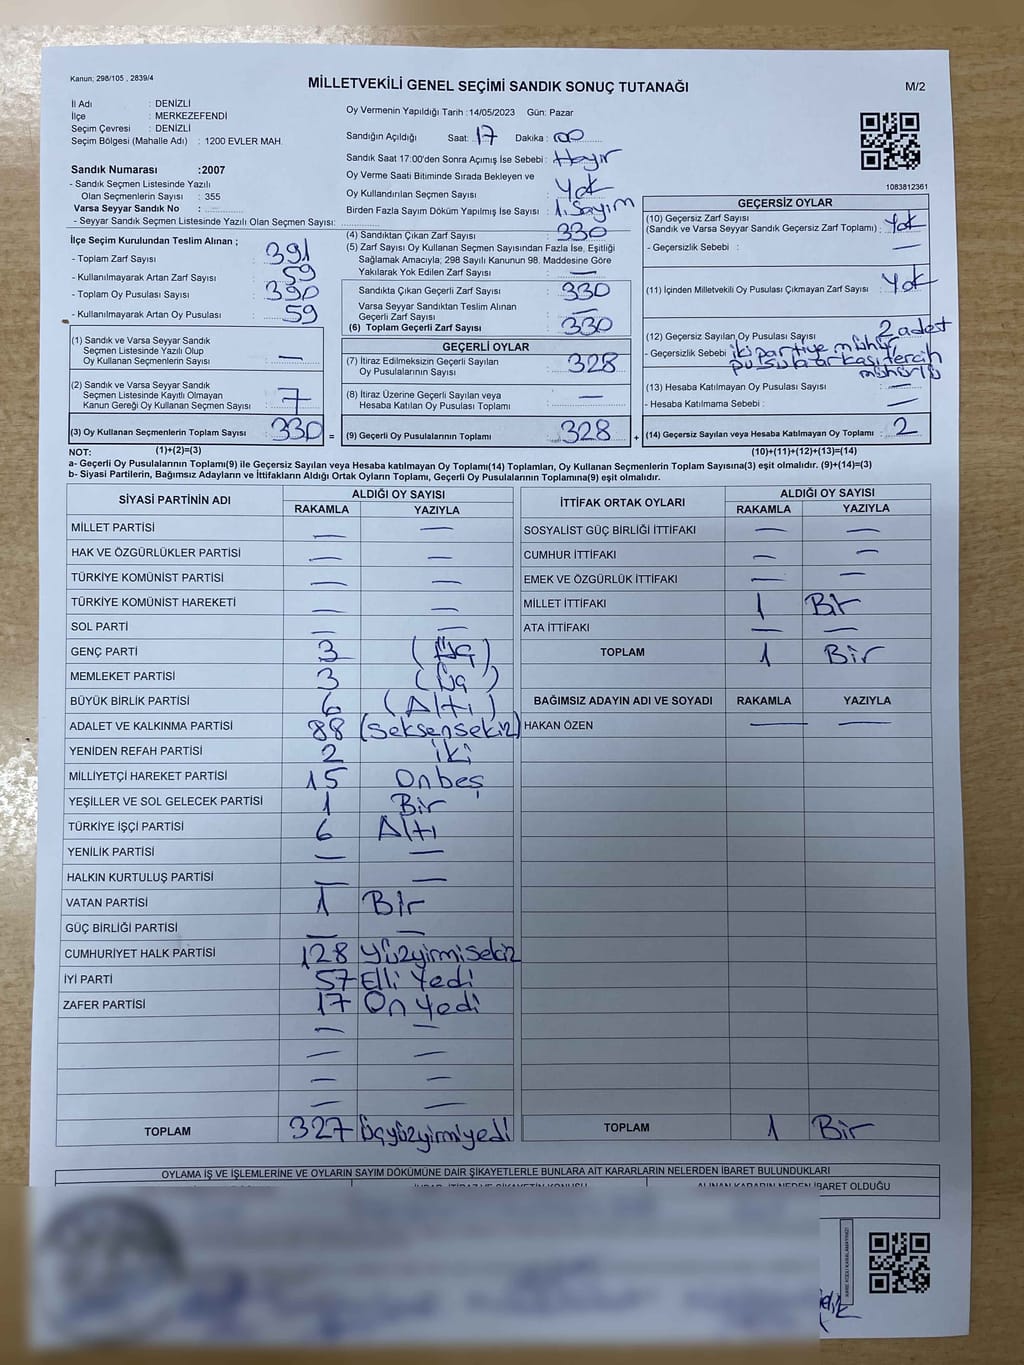 Kanun; 298/105 , 2839/4
MİLLETVEKİLİ GENEL SEÇİMİ SANDIK SONUÇ TUTANAĞI
M/2
İl Adı : DENİZLİ
İlçe : MERKEZEFENDİ
Seçim Çevresi : DENİZLİ
Seçim Bölgesi (Mahalle Adı) : 1200 EVLER MAH.
Sandık Numarası :2007
- Sandık Seçmen Listesinde Yazılı
Olan Seçmenlerin Sayısı : 355
Varsa Seyyar Sandık No :
- Seyyar Sandık Seçmen Listesinde Yazılı Olan Seçmen Sayısı:
Oy Vermenin Yapıldığı Tarih :14/05/2023 Gün: Pazar
Sandığın Açıldığı Saat: 17 Dakika : 00
Sandık Saat 17:00'den Sonra Açımış İse Sebebi : Hayır
Oy Verme Saati Bitiminde Sırada Bekleyen ve
Oy Kullandırılan Seçmen Sayısı : Yok
Birden Fazla Sayım Döküm Yapılmış İse Sayısı : 1. Sayım
1083812361
İlçe Seçim Kurulundan Teslim Alınan ;
- Toplam Zarf Sayısı : 391
- Kullanılmayarak Artan Zarf Sayısı : 59
- Toplam Oy Pusulası Sayısı : 390
- Kullanılmayarak Artan Oy Pusulası : 59
(1) Sandık ve Varsa Seyyar Sandık
Seçmen Listesinde Yazılı Olup
Oy Kullanan Seçmenlerin Sayısı : —
(2) Sandık ve Varsa Seyyar Sandık
Seçmen Listesinde Kayıtlı Olmayan
Kanun Gereği Oy Kullanan Seçmen Sayısı : 7
(3) Oy Kullanan Seçmenlerin Toplam Sayısı : 330 =
(4) Sandıktan Çıkan Zarf Sayısı : 330
(5) Zarf Sayısı Oy Kullanan Seçmen Sayısından Fazla İse, Eşitliği
Sağlamak Amacıyla; 298 Sayılı Kanunun 98. Maddesine Göre
Yakılarak Yok Edilen Zarf Sayısı : —
Sandıkta Çıkan Geçerli Zarf Sayısı : 330
Varsa Seyyar Sandıktan Teslim Alınan
Geçerli Zarf Sayısı : —
(6) Toplam Geçerli Zarf Sayısı : 330
GEÇERLİ OYLAR
(7) İtiraz Edilmeksizin Geçerli Sayılan
Oy Pusulalarının Sayısı : 328
(8) İtiraz Üzerine Geçerli Sayılan veya
Hesaba Katılan Oy Pusulası Toplamı : —
(9) Geçerli Oy Pusulalarının Toplamı : 328 +
GEÇERSİZ OYLAR
(10) Geçersiz Zarf Sayısı
(Sandık ve Varsa Seyyar Sandık Geçersiz Zarf Toplamı) : Yok
- Geçersizlik Sebebi : —
(11) İçinden Milletvekili Oy Pusulası Çıkmayan Zarf Sayısı : Yok
(12) Geçersiz Sayılan Oy Pusulası Sayısı : 2 adet
- Geçersizlik Sebebi : iki partiye mühür,
pusula arkası tercih
mühürlü
(13) Hesaba Katılmayan Oy Pusulası Sayısı : —
- Hesaba Katılmama Sebebi : —
(14) Geçersiz Sayılan veya Hesaba Katılmayan Oy Toplamı : 2
NOT: (1)+(2)=(3) (10)+(11)+(12)+(13)=(14)
a- Geçerli Oy Pusulalarının Toplamı(9) ile Geçersiz Sayılan veya Hesaba katılmayan Oy Toplamı(14) Toplamları, Oy Kullanan Seçmenlerin Toplam Sayısına(3) eşit olmalıdır. (9)+(14)=(3)
b- Siyasi Partilerin, Bağımsız Adayların ve İttifakların Aldığı Ortak Oyların Toplamı, Geçerli Oy Pusulalarının Toplamına(9) eşit olmalıdır.
SİYASİ PARTİNİN ADI ALDIĞI OY SAYISI
RAKAMLA YAZIYLA
MİLLET PARTİSİ — —
HAK VE ÖZGÜRLÜKLER PARTİSİ — —
TÜRKİYE KOMÜNİST PARTİSİ — —
TÜRKİYE KOMÜNİST HAREKETİ — —
SOL PARTİ — —
GENÇ PARTİ 3 (Üç)
MEMLEKET PARTİSİ 3 (Üç)
BÜYÜK BİRLİK PARTİSİ 6 (Altı)
ADALET VE KALKINMA PARTİSİ 88 (Seksensekiz)
YENİDEN REFAH PARTİSİ 2 iki
MİLLİYETÇİ HAREKET PARTİSİ 15 Onbeş
YEŞİLLER VE SOL GELECEK PARTİSİ 1 Bir
TÜRKİYE İŞÇİ PARTİSİ 6 Altı
YENİLİK PARTİSİ — —
HALKIN KURTULUŞ PARTİSİ — —
VATAN PARTİSİ 1 Bir
GÜÇ BİRLİĞİ PARTİSİ — —
CUMHURİYET HALK PARTİSİ 128 Yüzyirmisekiz
İYİ PARTİ 57 Elli Yedi
ZAFER PARTİSİ 17 On Yedi
— —
— —
— —
— —
TOPLAM 327 Üçyüzyirmiyedi
İTTİFAK ORTAK OYLARI ALDIĞI OY SAYISI
RAKAMLA YAZIYLA
SOSYALİST GÜÇ BİRLİĞİ İTTİFAKI — —
CUMHUR İTTİFAKI — —
EMEK VE ÖZGÜRLÜK İTTİFAKI — —
MİLLET İTTİFAKI 1 Bir
ATA İTTİFAKI — —
TOPLAM 1 Bir
BAĞIMSIZ ADAYIN ADI VE SOYADI RAKAMLA YAZIYLA
HAKAN ÖZEN — —
TOPLAM 1 Bir
OYLAMA İŞ VE İŞLEMLERİNE VE OYLARIN SAYIM DÖKÜMÜNE DAİR ŞİKAYETLERLE BUNLARA AİT KARARLARIN NELERDEN İBARET BULUNDUKLARI
ALINAN KARARIN NEDEN İBARET OLDUĞU